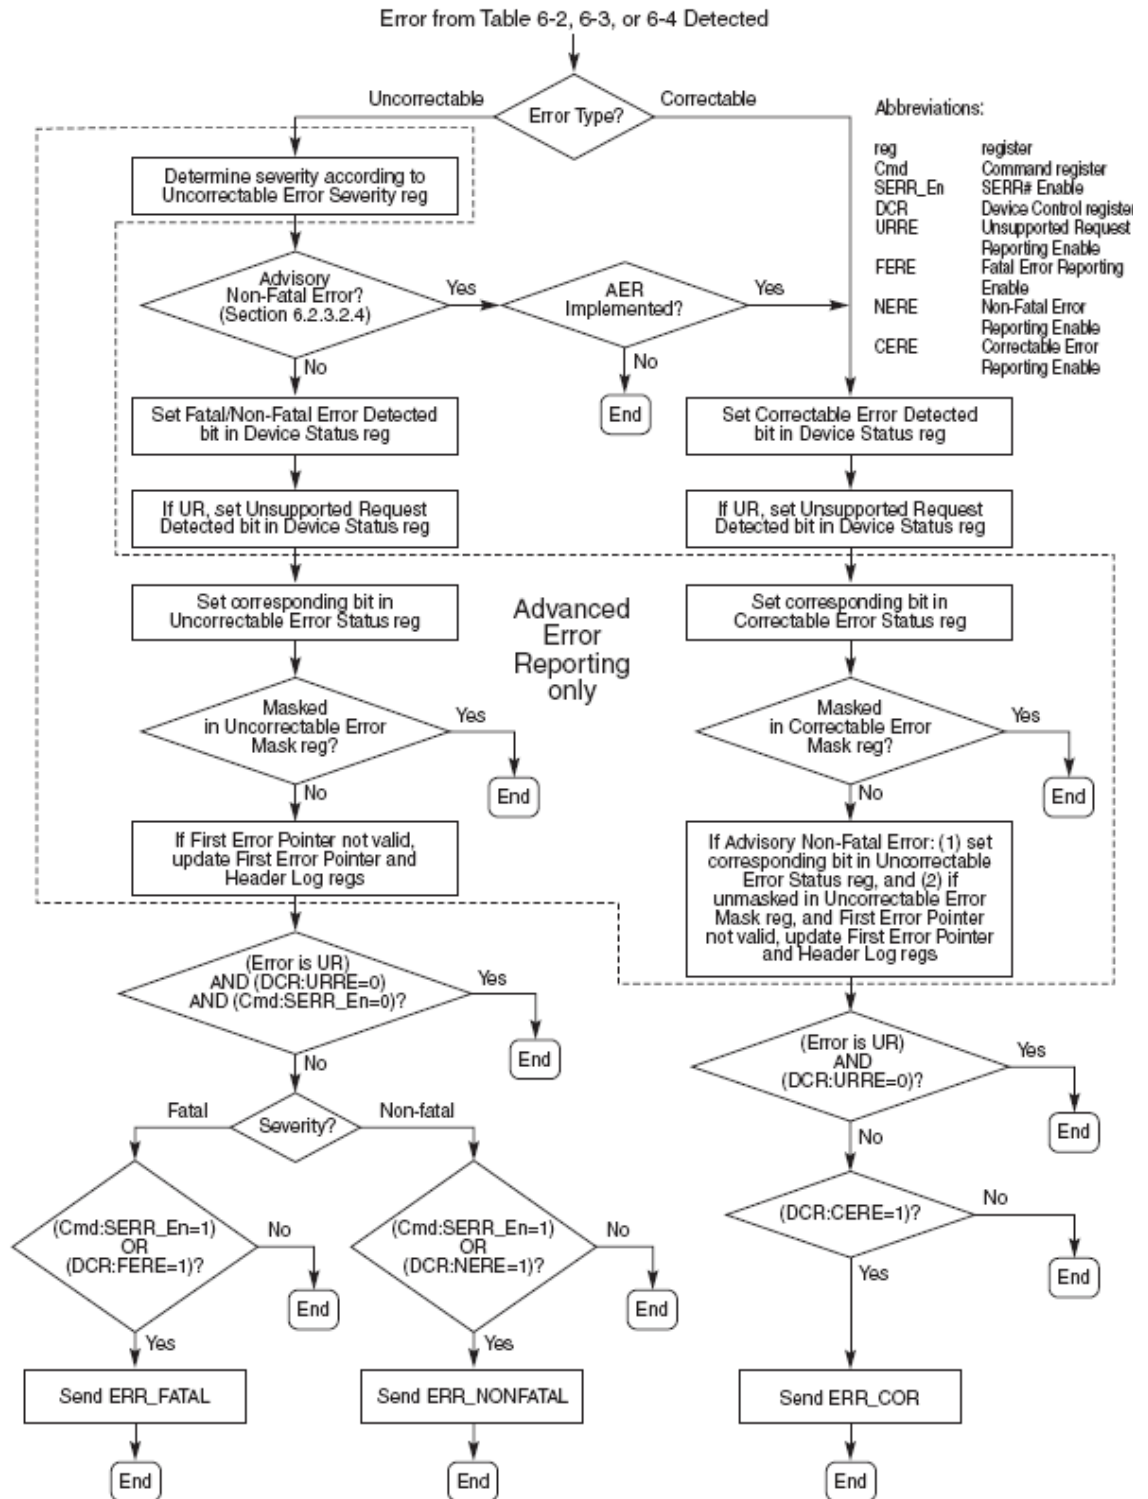 Error from Table 6-2, 6-3, or 6-4 Detected
Uncorrectable
Error Type?
Correctable
Abbreviations:
reg register
Cmd Command register
SERR_En SERR# Enable
DCR Device Control register
URRE Unsupported Request
Reporting Enable
FERE Fatal Error Reporting
Enable
NERE Non-Fatal Error
Reporting Enable
CERE Correctable Error
Reporting Enable
Determine severity according to
Uncorrectable Error Severity reg
Advisory
Non-Fatal Error?
(Section 6.2.3.2.4)
Yes
No
AER
Implemented?
Yes
No
End
Set Fatal/Non-Fatal Error Detected
bit in Device Status reg
Set Correctable Error Detected
bit in Device Status reg
If UR, set Unsupported Request
Detected bit in Device Status reg
If UR, set Unsupported Request
Detected bit in Device Status reg
Set corresponding bit in
Uncorrectable Error Status reg
Advanced
Error
Reporting
only
Set corresponding bit in
Correctable Error Status reg
Masked
in Uncorrectable Error
Mask reg?
Yes
End
No
Masked
in Correctable Error
Mask reg?
Yes
End
No
If First Error Pointer not valid,
update First Error Pointer and
Header Log regs
If Advisory Non-Fatal Error: (1) set
corresponding bit in Uncorrectable
Error Status reg, and (2) if
unmasked in Uncorrectable Error
Mask reg, and First Error Pointer
not valid, update First Error Pointer
and Header Log regs
(Error is UR)
AND (DCR:URRE=0)
AND (Cmd:SERR_En=0)?
Yes
End
No
(Error is UR)
AND
(DCR:URRE=0)?
Yes
End
No
Fatal
Severity?
Non-fatal
(Cmd:SERR_En=1)
OR
(DCR:FERE=1)?
No
End
Yes
(Cmd:SERR_En=1)
OR
(DCR:NERE=1)?
No
End
Yes
(DCR:CERE=1)?
No
End
Yes
Send ERR_FATAL
Send ERR_NONFATAL
Send ERR_COR
End
End
End